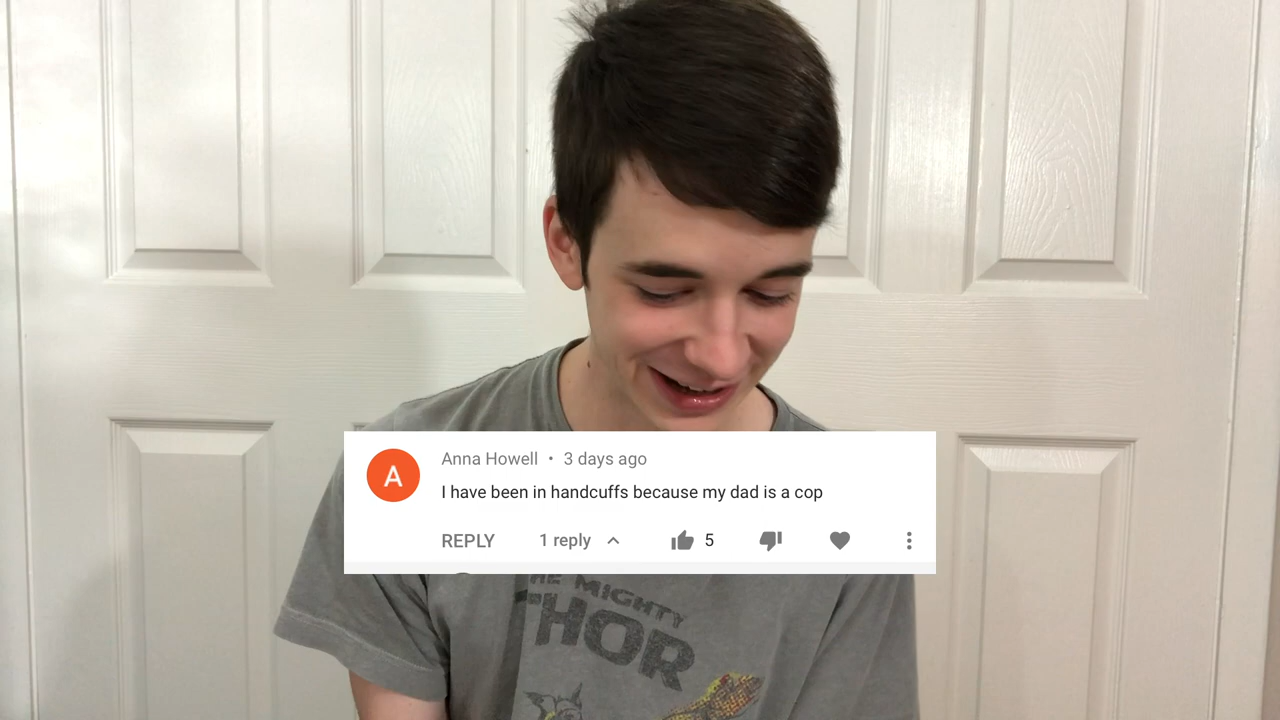 A
Anna Howell • 3 days ago
I have been in handcuffs because my dad is a cop
REPLY 1 reply 5
THE MIGHTY
THOR